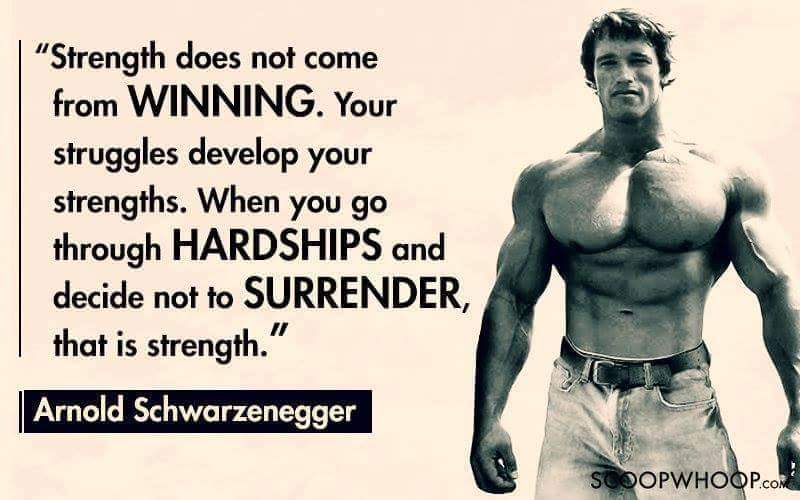 “Strength does not come
from WINNING. Your
struggles develop your
strengths. When you go
through HARDSHIPS and
decide not to SURRENDER,
that is strength.”
Arnold Schwarzenegger
SCOOPWHOOP.COM